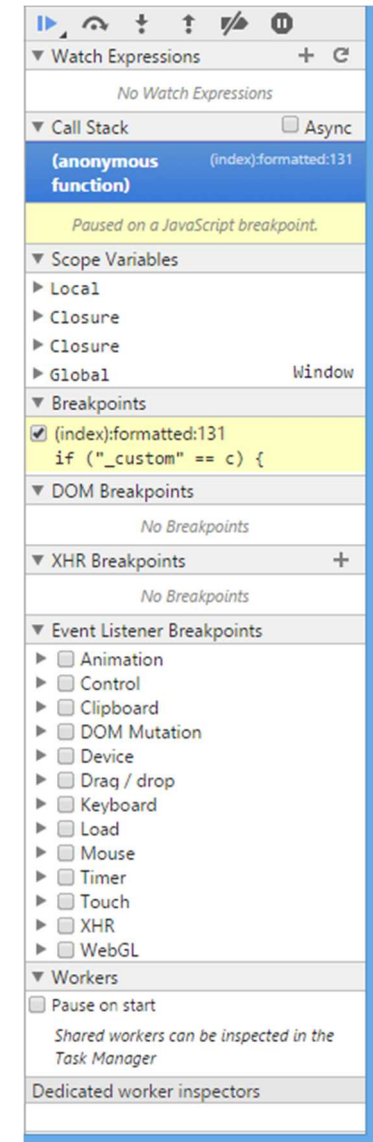 Watch Expressions
No Watch Expressions
Call Stack Async
(anonymous function) (index):formatted:131
Paused on a JavaScript breakpoint.
Scope Variables
Local
Closure
Closure
Global Window
Breakpoints
(index):formatted:131
if ("_custom" == c) {
DOM Breakpoints
No Breakpoints
XHR Breakpoints
No Breakpoints
Event Listener Breakpoints
Animation
Control
Clipboard
DOM Mutation
Device
Drag / drop
Keyboard
Load
Mouse
Timer
Touch
XHR
WebGL
Workers
Pause on start
Shared workers can be inspected in the
Task Manager
Dedicated worker inspectors